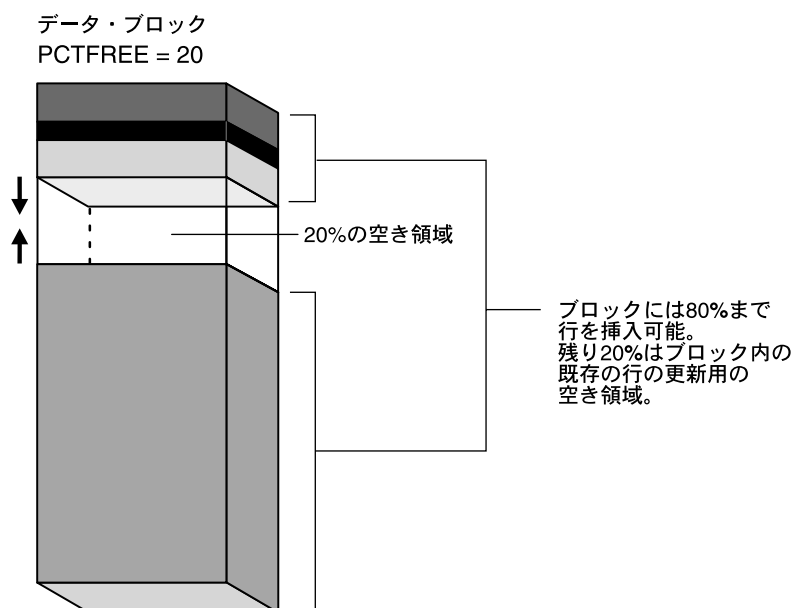 データ・ブロック
PCTFREE = 20
20%の空き領域
ブロックには80%まで
行を挿入可能。
残り20%はブロック内の
既存の行の更新用の
空き領域。